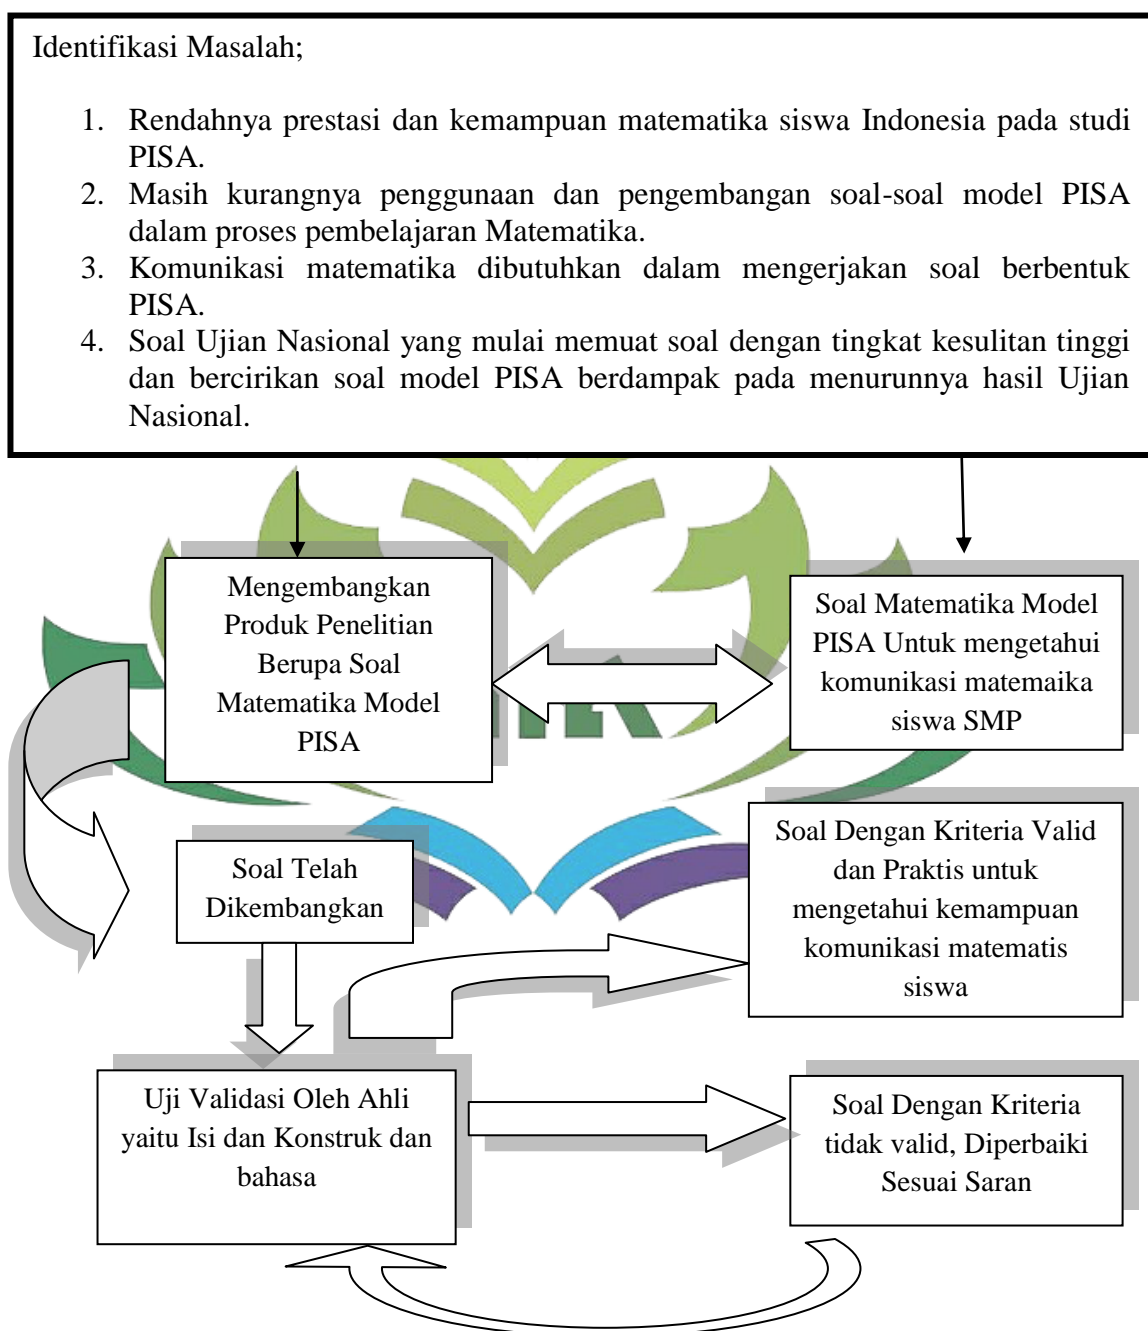 Identifikasi Masalah;
1. Rendahnya prestasi dan kemampuan matematika siswa Indonesia pada studi
PISA.
2. Masih kurangnya penggunaan dan pengembangan soal-soal model PISA
dalam proses pembelajaran Matematika.
3. Komunikasi matematika dibutuhkan dalam mengerjakan soal berbentuk
PISA.
4. Soal Ujian Nasional yang mulai memuat soal dengan tingkat kesulitan tinggi
dan bercirikan soal model PISA berdampak pada menurunnya hasil Ujian
Nasional.
Mengembangkan
Produk Penelitian
Berupa Soal
Matematika Model
PISA
Soal Matematika Model
PISA Untuk mengetahui
komunikasi matemaika
siswa SMP
Soal Telah
Dikembangkan
Soal Dengan Kriteria Valid
dan Praktis untuk
mengetahui kemampuan
komunikasi matematis
siswa
Uji Validasi Oleh Ahli
yaitu Isi dan Konstruk dan
bahasa
Soal Dengan Kriteria
tidak valid, Diperbaiki
Sesuai Saran